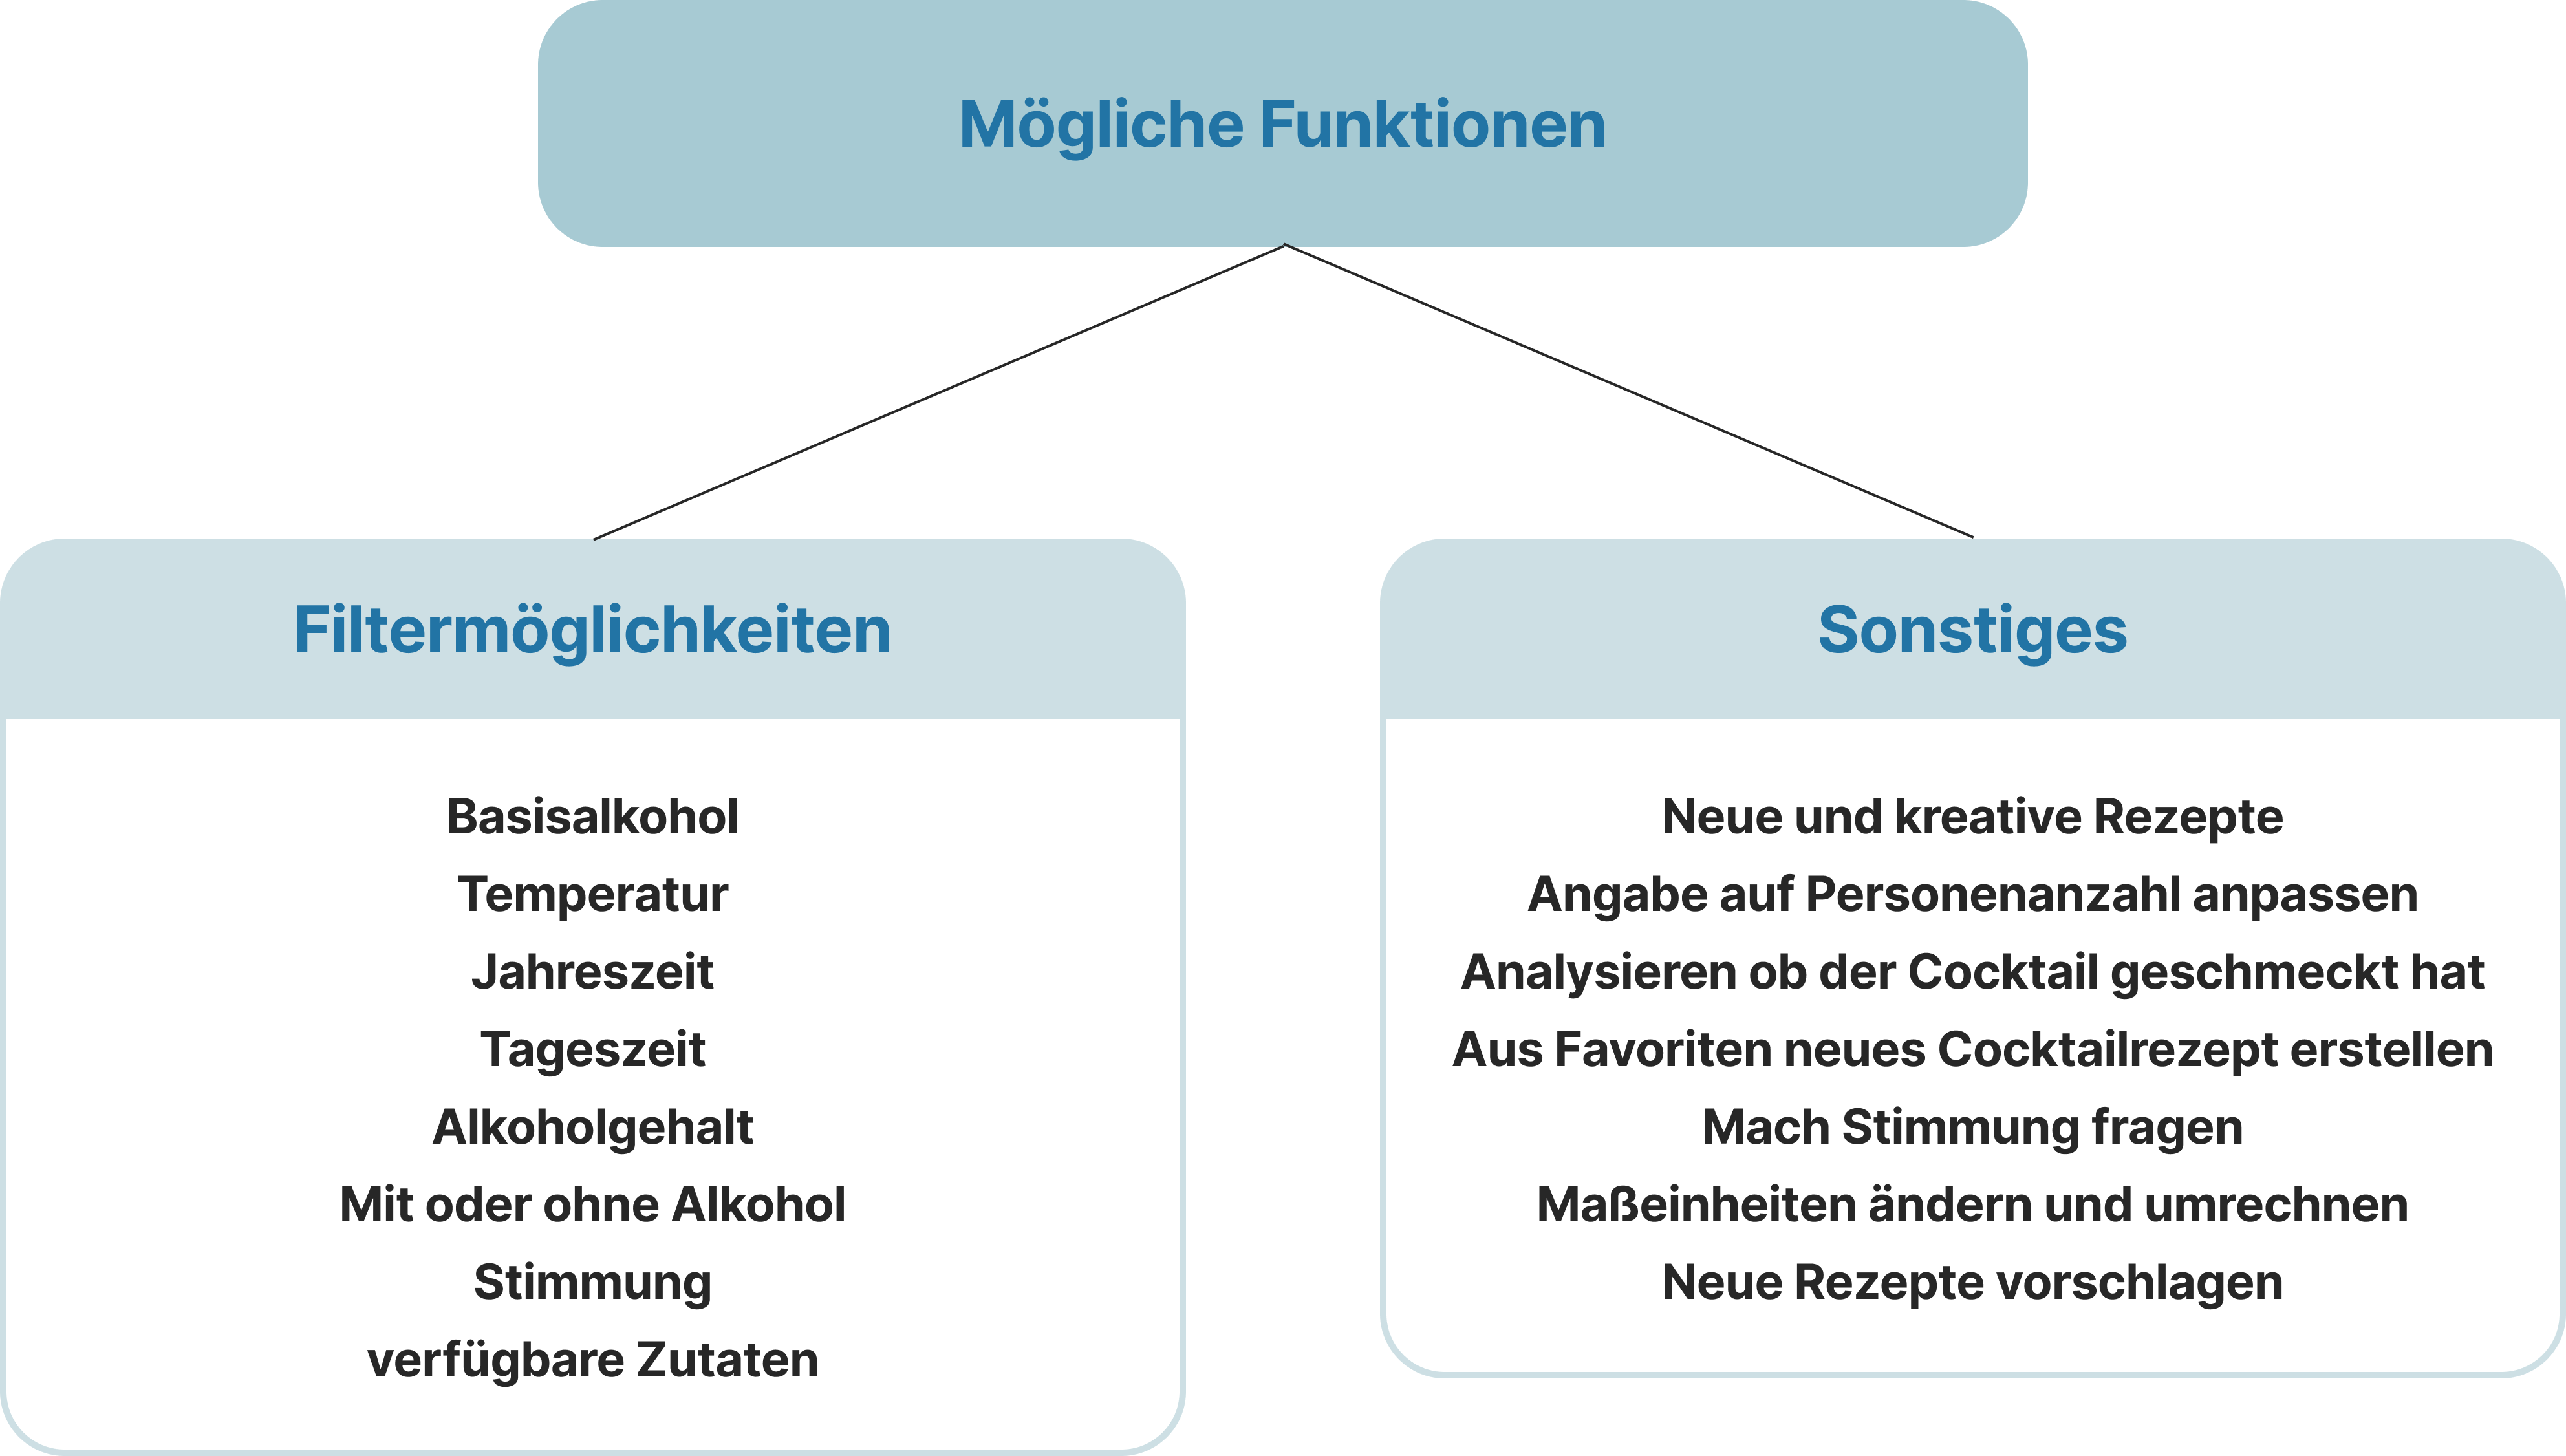 Mögliche Funktionen
Filtermöglichkeiten
Basisalkohol
Temperatur
Jahreszeit
Tageszeit
Alkoholgehalt
Mit oder ohne Alkohol
Stimmung
verfügbare Zutaten
Sonstiges
Neue und kreative Rezepte
Angabe auf Personenanzahl anpassen
Analysieren ob der Cocktail geschmeckt hat
Aus Favoriten neues Cocktailrezept erstellen
Mach Stimmung fragen
Maßeinheiten ändern und umrechnen
Neue Rezepte vorschlagen